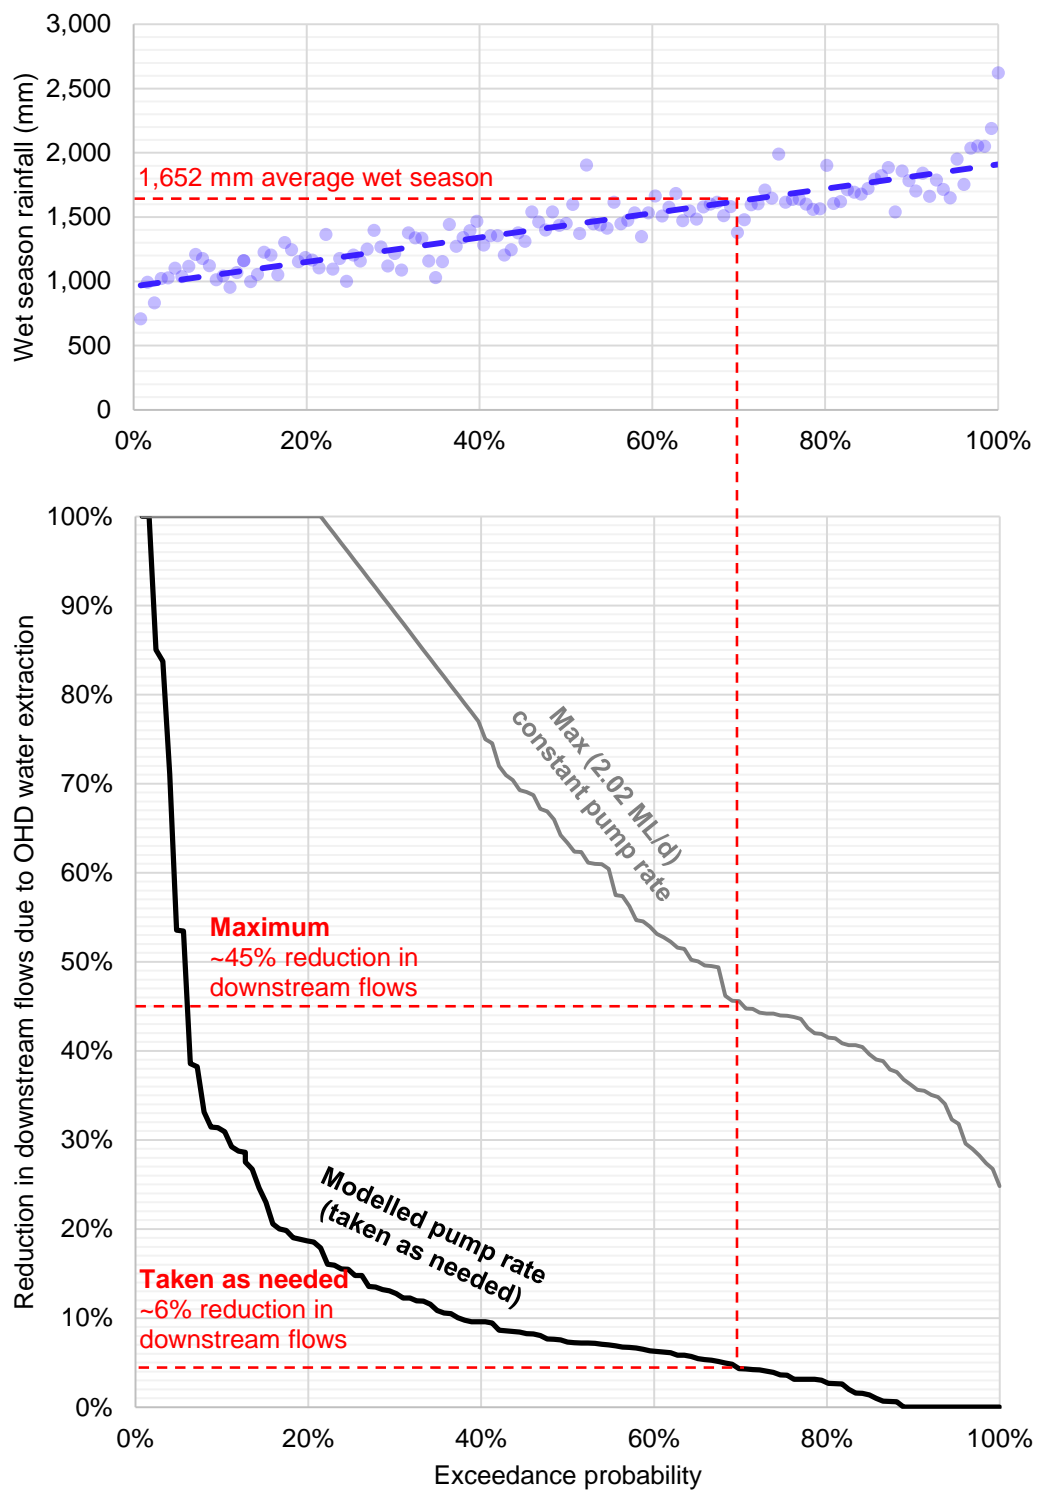 3,000
2,500
2,000
1,500
1,000
500
0
Wet season rainfall (mm)
1,652 mm average wet season
0%
20%
40%
60%
80%
100%
100%
90%
80%
70%
60%
50%
40%
30%
20%
10%
0%
Reduction in downstream flows due to OHD water extraction
Max (2.02 ML/d)
constant pump rate
Maximum
~45% reduction in
downstream flows
Modelled pump rate
(taken as needed)
Taken as needed
~6% reduction in
downstream flows
0%
20%
40%
60%
80%
100%
Exceedance probability